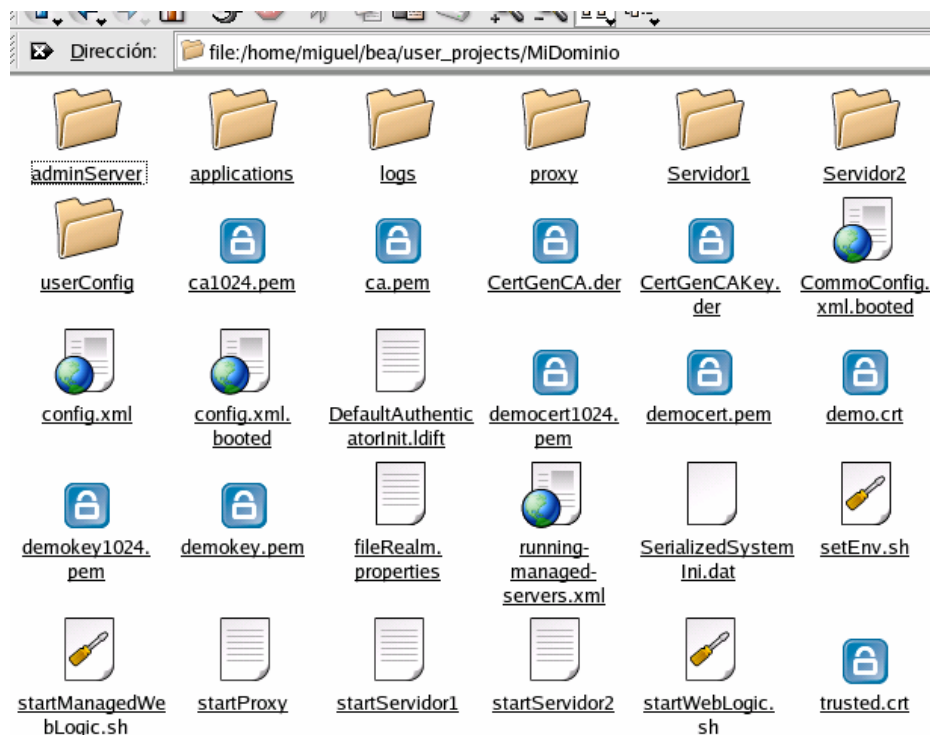 Dirección: file:/home/miguel/bea/user_projects/MiDominio
adminServer applications logs proxy Servidor1 Servidor2
userConfig ca1024.pem ca.pem CertGenCA.der CertGenCAKey. CommoConfig.
der xml.booted
config.xml config.xml. DefaultAuthentic democert1024. democert.pem demo.crt
booted atorInit.ldift pem
demokey1024. demokey.pem fileRealm. running- SerializedSystem setEnv.sh
pem properties managed- Ini.dat
servers.xml
startManagedWe startProxy startServidor1 startServidor2 startWebLogic. trusted.crt
bLogic.sh sh